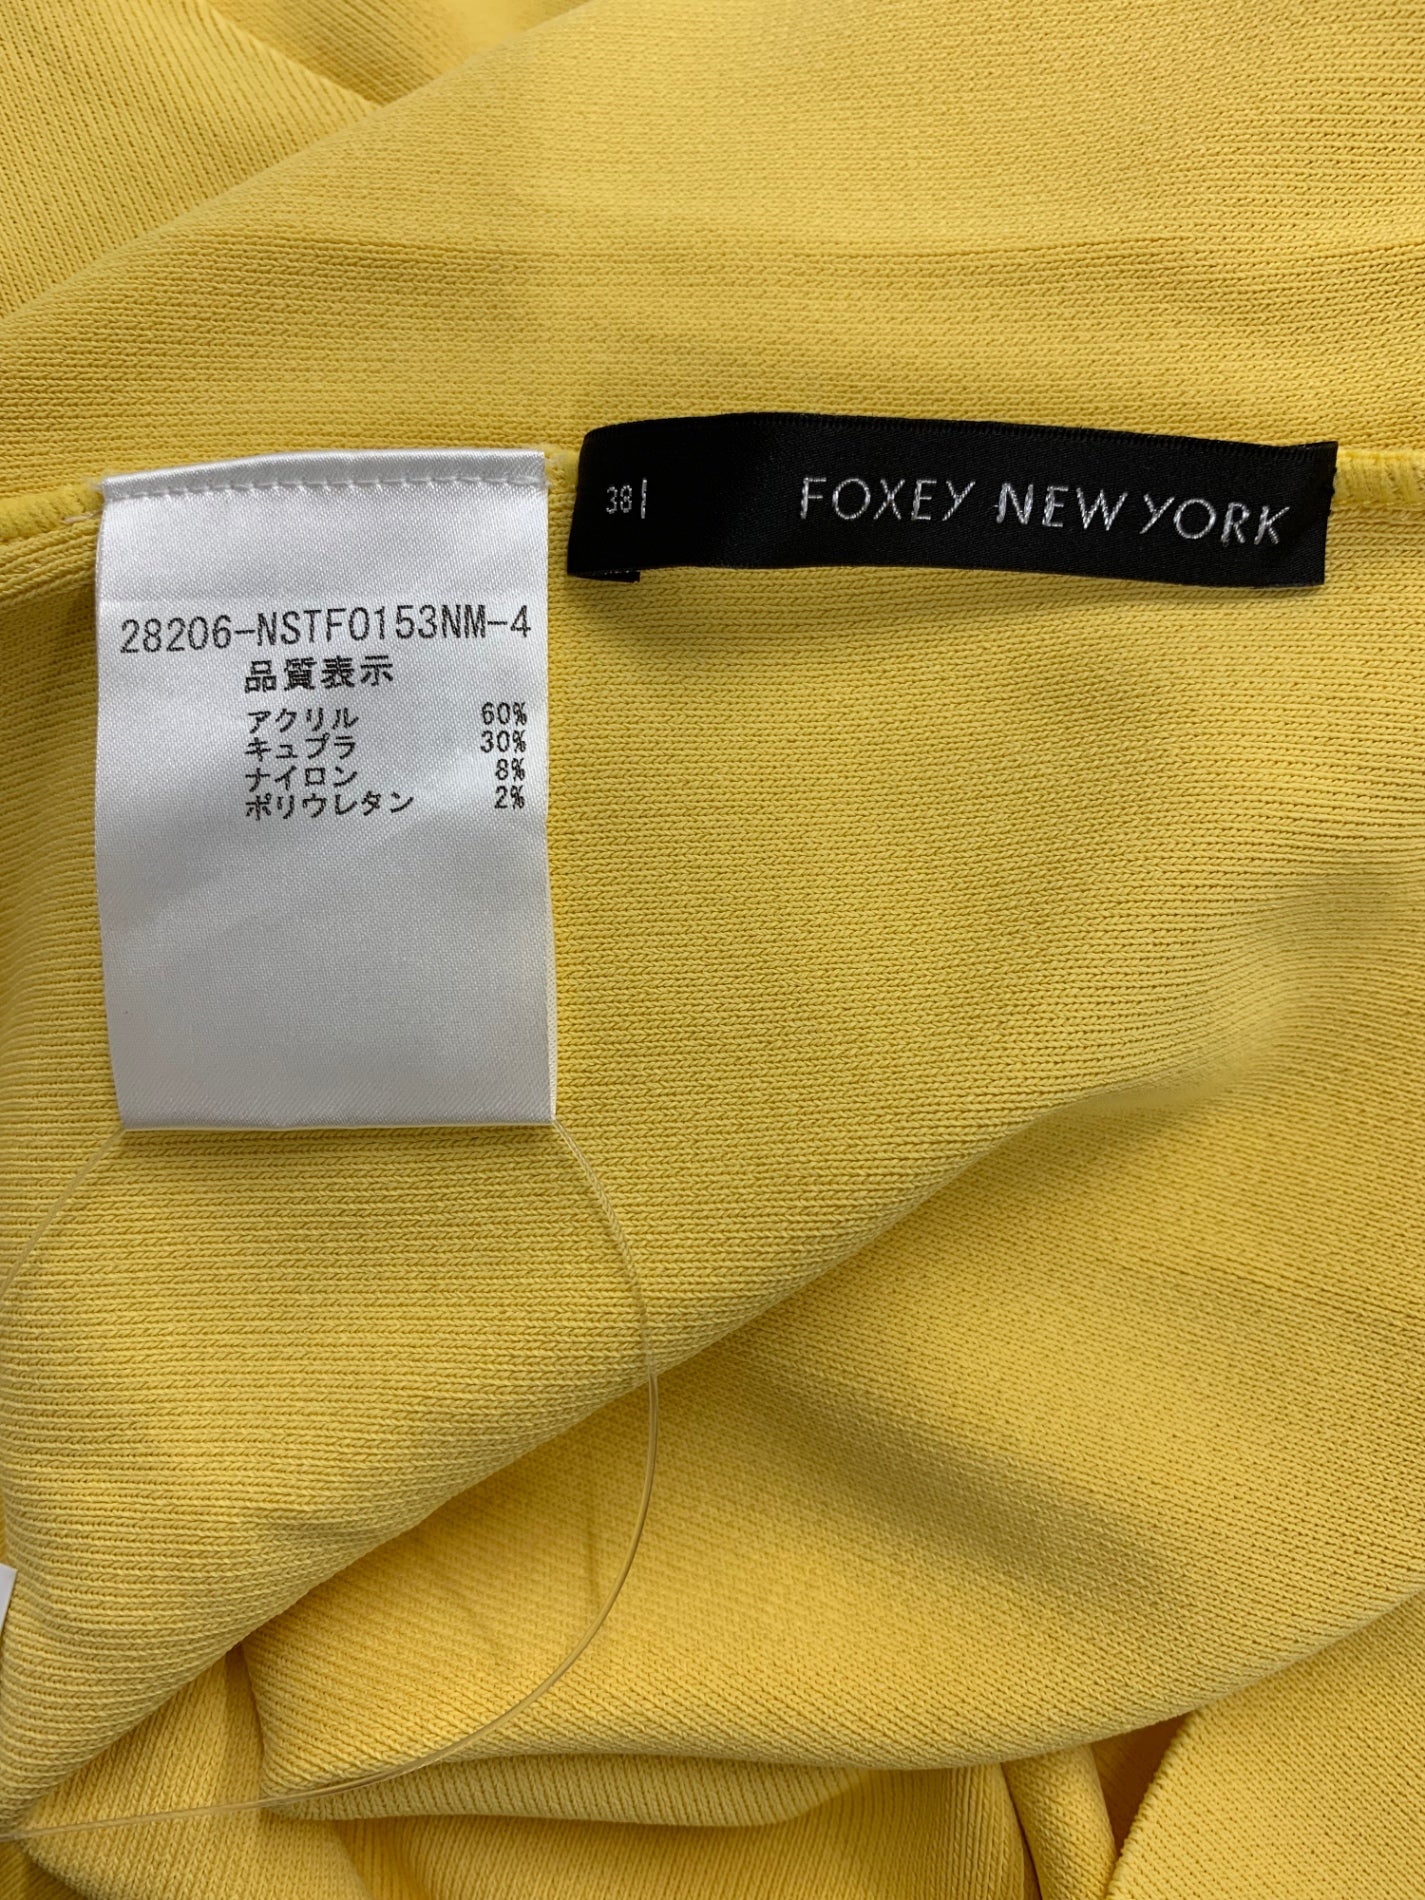 38
FOXEY NEW YORK
28206-NSTF0153NM-4
品質表示
アクリル 60%
キュプラ 30%
ナイロン 8%
ポリウレタン 2%